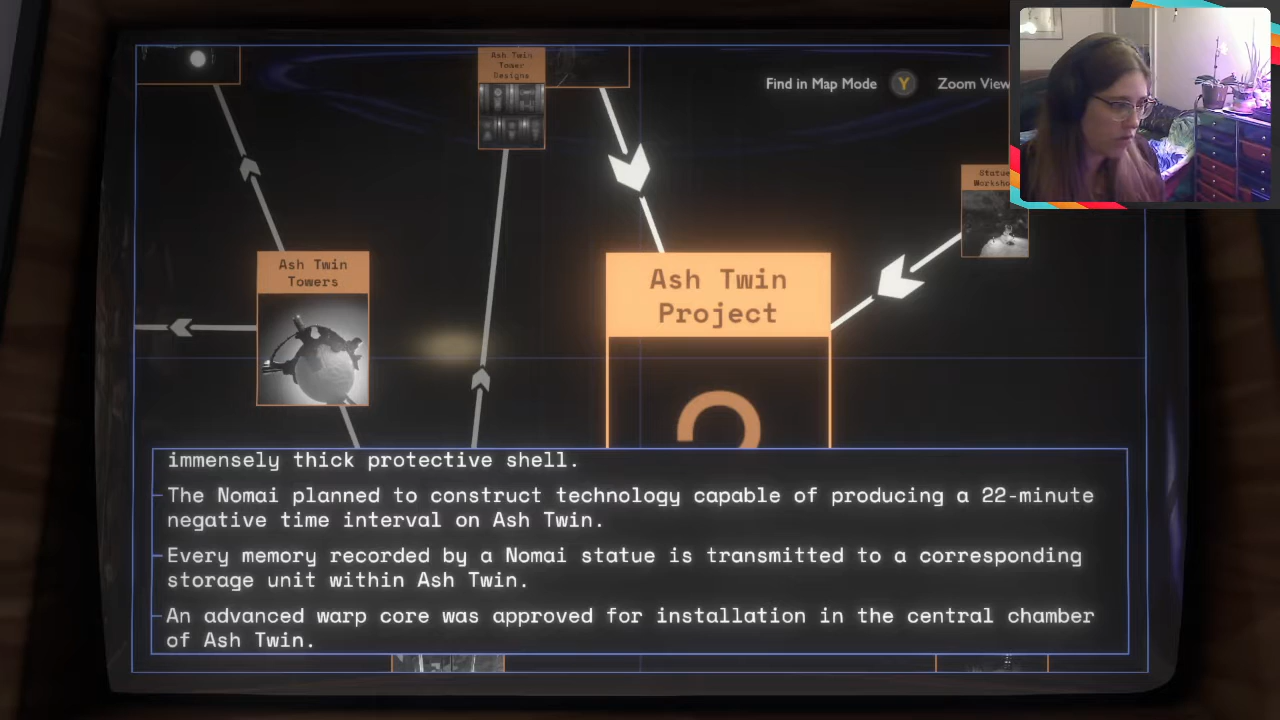 Ash Twin
Tower
Designs
Find in Map Mode Y Zoom View
Statue
Workshop
Ash Twin
Towers
Ash Twin
Project
immensely thick protective shell.
The Nomai planned to construct technology capable of producing a 22-minute
negative time interval on Ash Twin.
Every memory recorded by a Nomai statue is transmitted to a corresponding
storage unit within Ash Twin.
An advanced warp core was approved for installation in the central chamber
of Ash Twin.